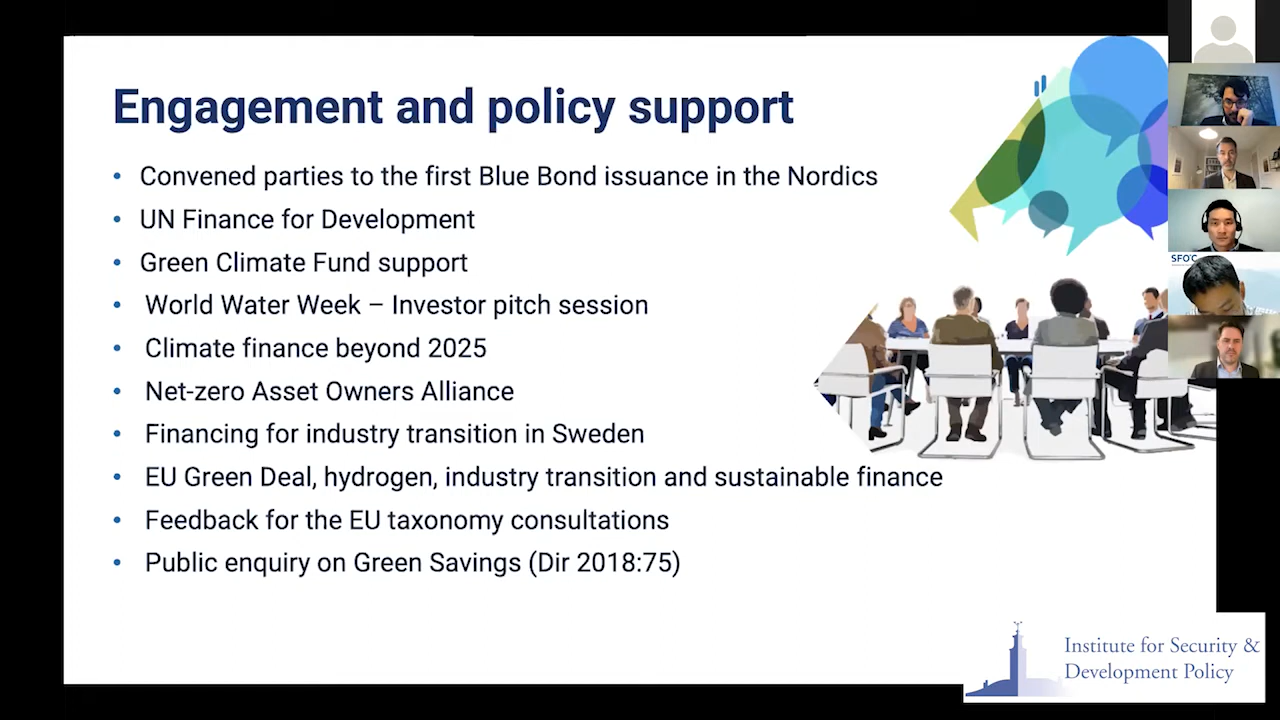 Engagement and policy support
• Convened parties to the first Blue Bond issuance in the Nordics
• UN Finance for Development
• Green Climate Fund support
• World Water Week – Investor pitch session
• Climate finance beyond 2025
• Net-zero Asset Owners Alliance
• Financing for industry transition in Sweden
• EU Green Deal, hydrogen, industry transition and sustainable finance
• Feedback for the EU taxonomy consultations
• Public enquiry on Green Savings (Dir 2018:75)
SFOC
Institute for Security &
Development Policy